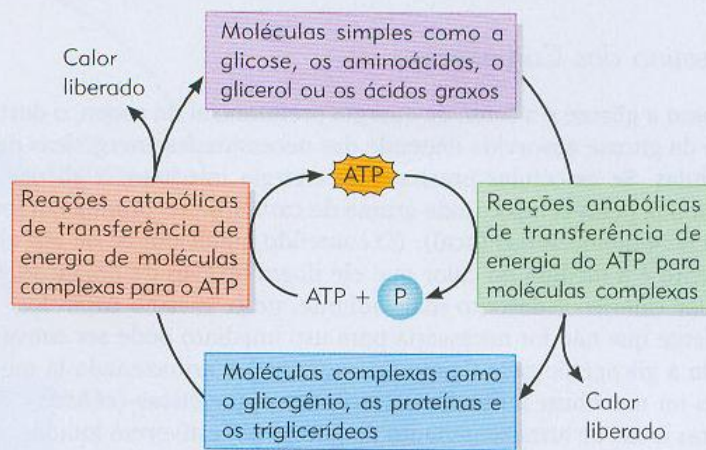 Moléculas simples como a
glicose, os aminoácidos, o
glicerol ou os ácidos graxos
Calor
liberado
ATP
Reações catabólicas
de transferência de
energia de moléculas
complexas para o ATP
Reações anabólicas
de transferência de
energia do ATP para
moléculas complexas
ATP + P
Moléculas complexas como
o glicogênio, as proteínas e
os triglicerídeos
Calor
liberado